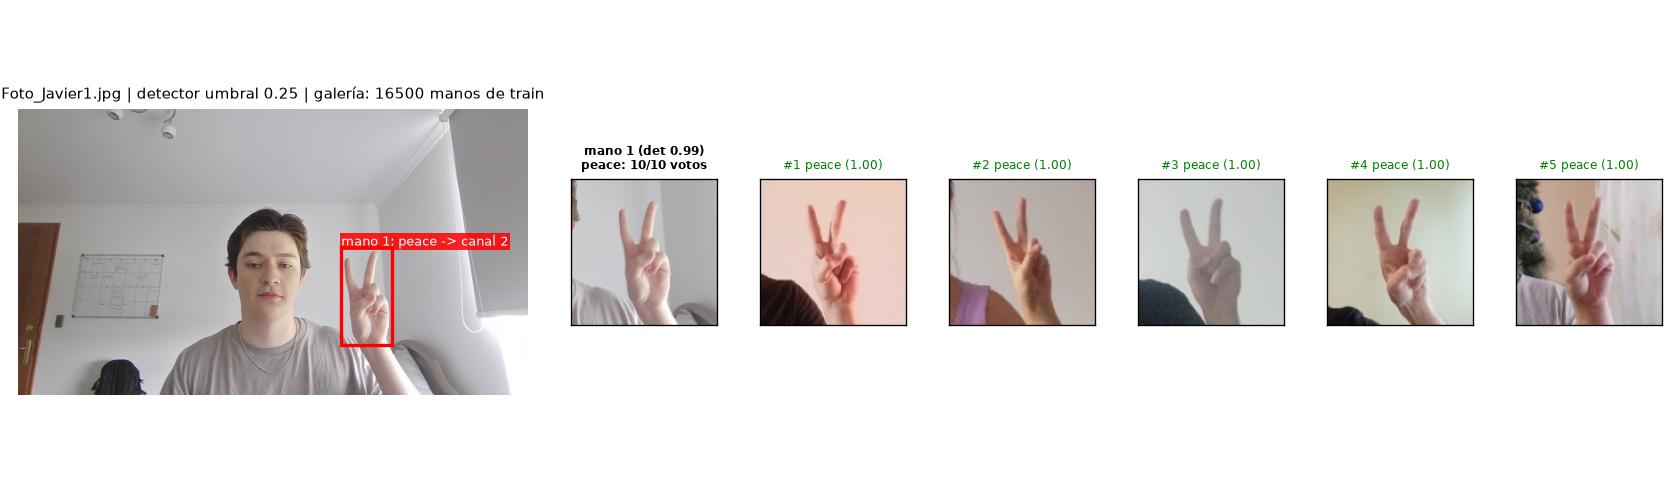 Foto_Javier1.jpg | detector umbral 0.25 | galería: 16500 manos de train
mano 1: peace -> canal 2
mano 1 (det 0.99)
peace: 10/10 votos
#1 peace (1.00)
#2 peace (1.00)
#3 peace (1.00)
#4 peace (1.00)
#5 peace (1.00)